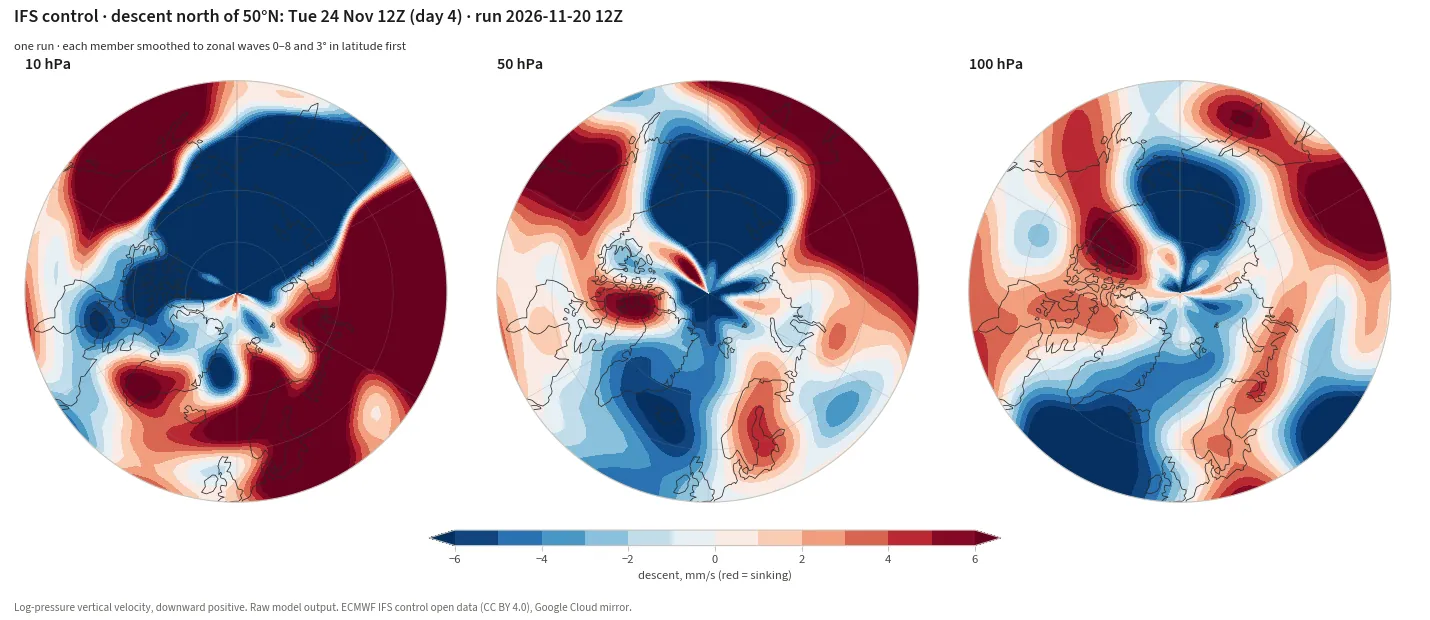 IFS control · descent north of 50°N: Tue 24 Nov 12Z (day 4) · run 2026-11-20 12Z
one run · each member smoothed to zonal waves 0–8 and 3° in latitude first
10 hPa
50 hPa
100 hPa
−6
−4
−2
0
2
4
6
descent, mm/s (red = sinking)
Log-pressure vertical velocity, downward positive. Raw model output. ECMWF IFS control open data (CC BY 4.0), Google Cloud mirror.